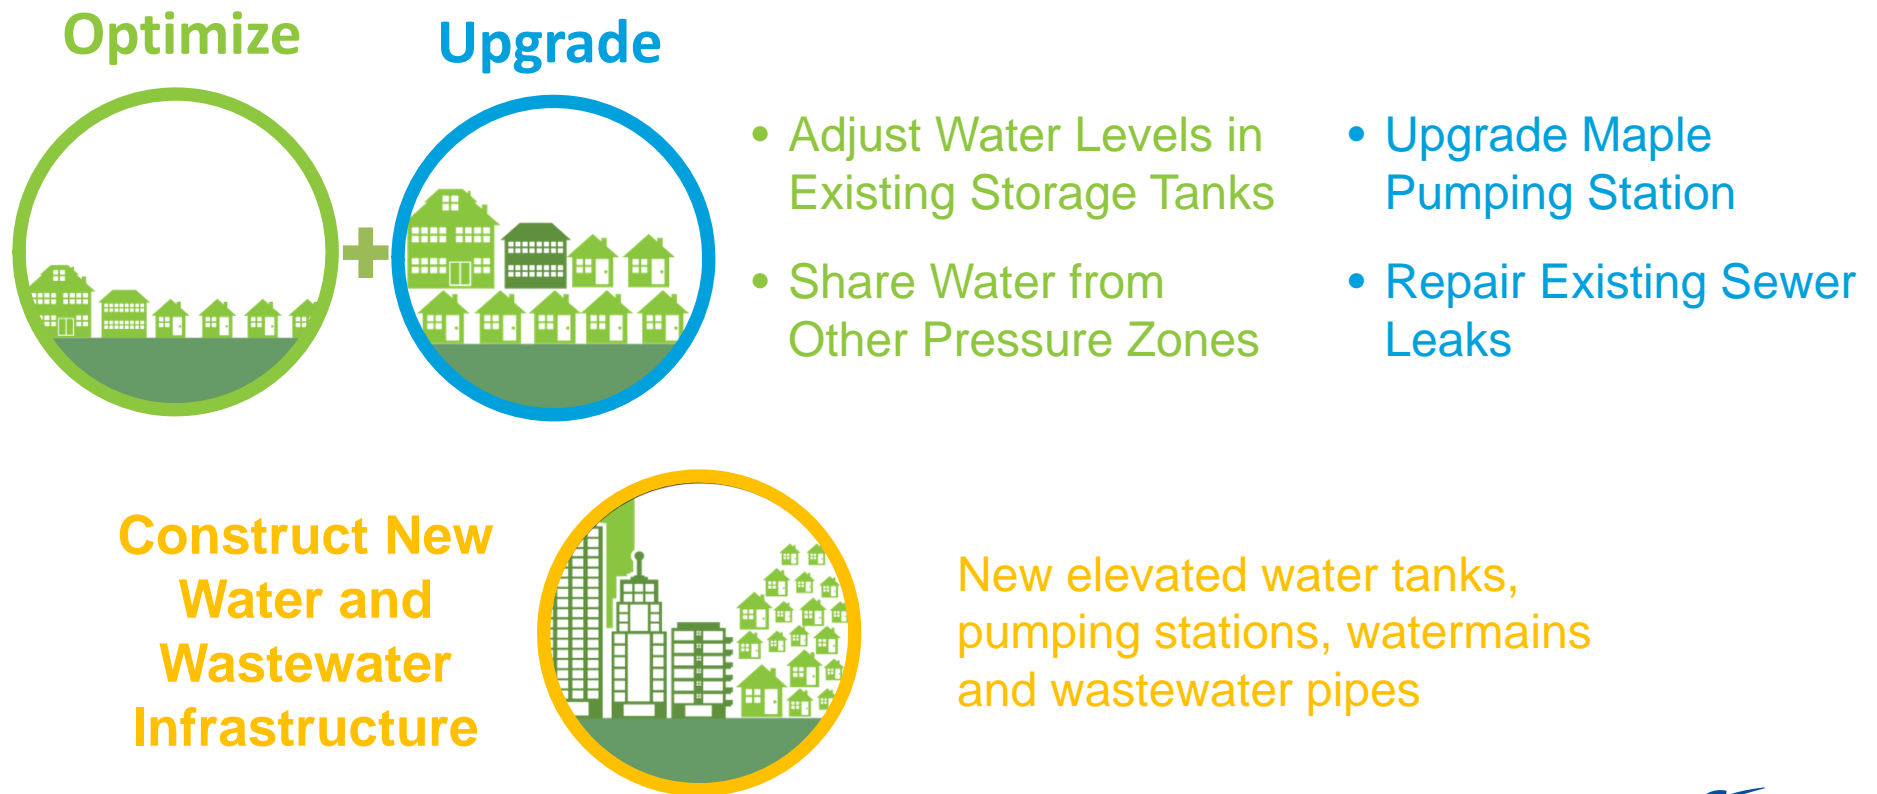 Optimize
Upgrade
• Adjust Water Levels in
Existing Storage Tanks
• Share Water from
Other Pressure Zones
• Upgrade Maple
Pumping Station
• Repair Existing Sewer
Leaks
Construct New
Water and
Wastewater
Infrastructure
New elevated water tanks,
pumping stations, watermains
and wastewater pipes